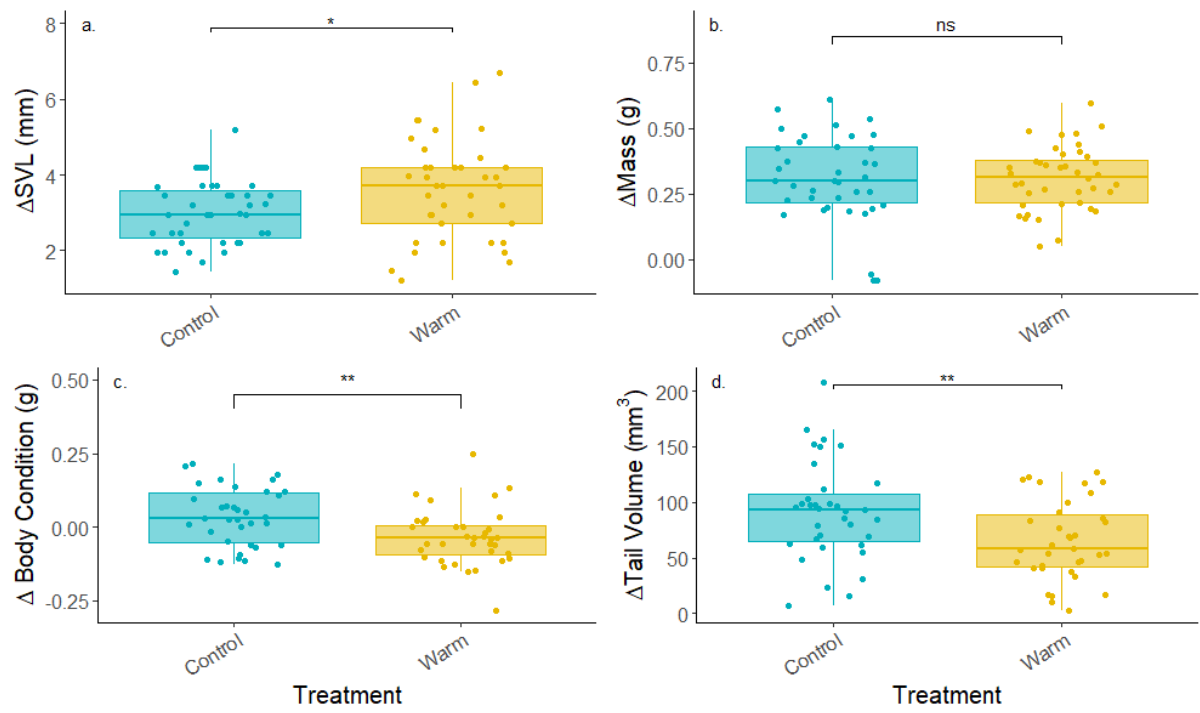 a.
*
8
6
4
2
ΔSVL (mm)
Control
Warm
b.
ns
0.75
0.50
0.25
0.00
ΔMass (g)
Control
Warm
c.
**
0.50
0.25
0.00
-0.25
Δ Body Condition (g)
Control
Warm
Treatment
d.
**
200
150
100
50
0
ΔTail Volume (mm³)
Control
Warm
Treatment